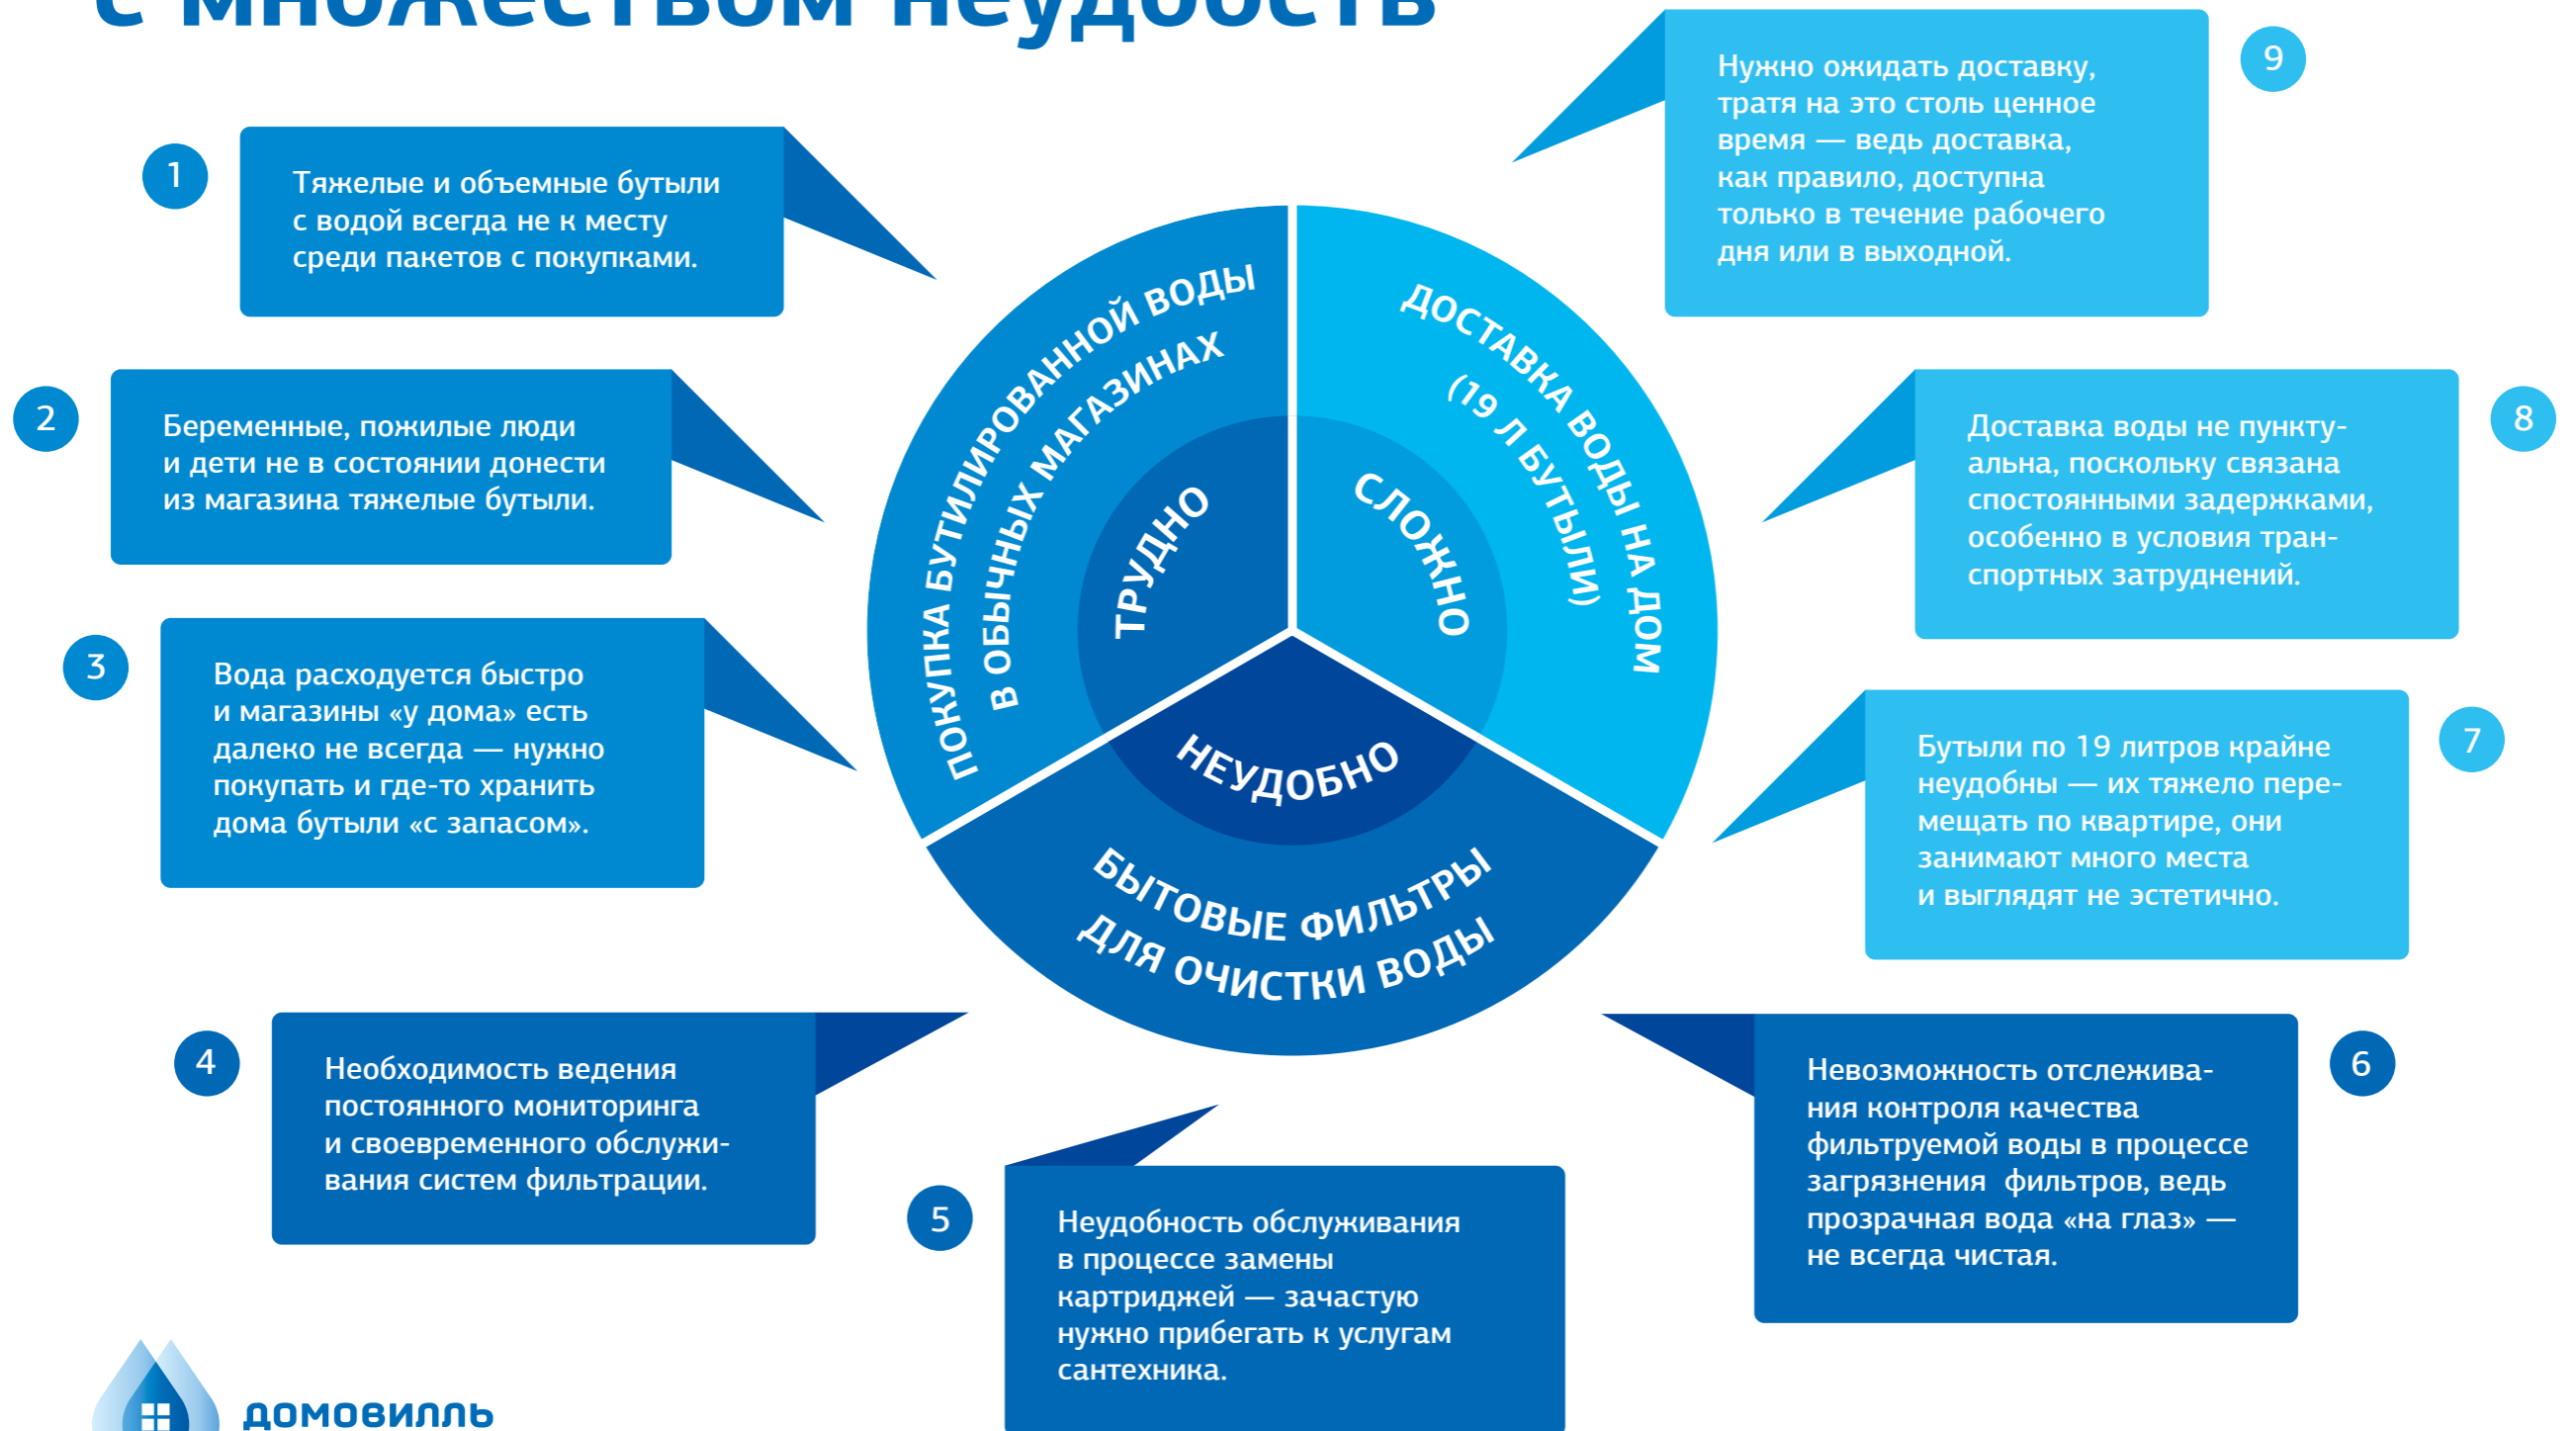 с множеством неудобств
1
Тяжелые и объемные бутыли
с водой всегда не к месту
среди пакетов с покупками.
2
Беременные, пожилые люди
и дети не в состоянии донести
из магазина тяжелые бутыли.
3
Вода расходуется быстро
и магазины «у дома» есть
далеко не всегда — нужно
покупать и где-то хранить
дома бутыли «с запасом».
4
Необходимость ведения
постоянного мониторинга
и своевременного обслужи-
вания систем фильтрации.
5
Неудобность обслуживания
в процессе замены
картриджей — зачастую
нужно прибегать к услугам
сантехника.
6
Невозможность отслежива-
ния контроля качества
фильтруемой воды в процессе
загрязнения фильтров, ведь
прозрачная вода «на глаз» —
не всегда чистая.
7
Бутыли по 19 литров крайне
неудобны — их тяжело пере-
мещать по квартире, они
занимают много места
и выглядят не эстетично.
8
Доставка воды не пункту-
альна, поскольку связана
спостоянными задержками,
особенно в условия тран-
спортных затруднений.
9
Нужно ожидать доставку,
тратя на это столь ценное
время — ведь доставка,
как правило, доступна
только в течение рабочего
дня или в выходной.
ПОКУПКА БУТИЛИРОВАННОЙ ВОДЫ
В ОБЫЧНЫХ МАГАЗИНАХ
ТРУДНО
ДОСТАВКА ВОДЫ НА ДОМ
(19 Л БУТЫЛИ)
СЛОЖНО
НЕУДОБНО
БЫТОВЫЕ ФИЛЬТРЫ
ДЛЯ ОЧИСТКИ ВОДЫ
домовилль